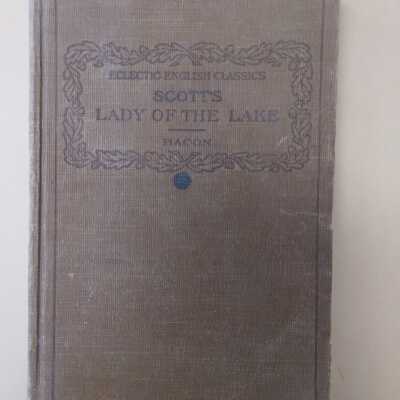 ECLECTIC ENGLISH CLASSICS
SCOTT'S
LADY OF THE LAKE
BACON